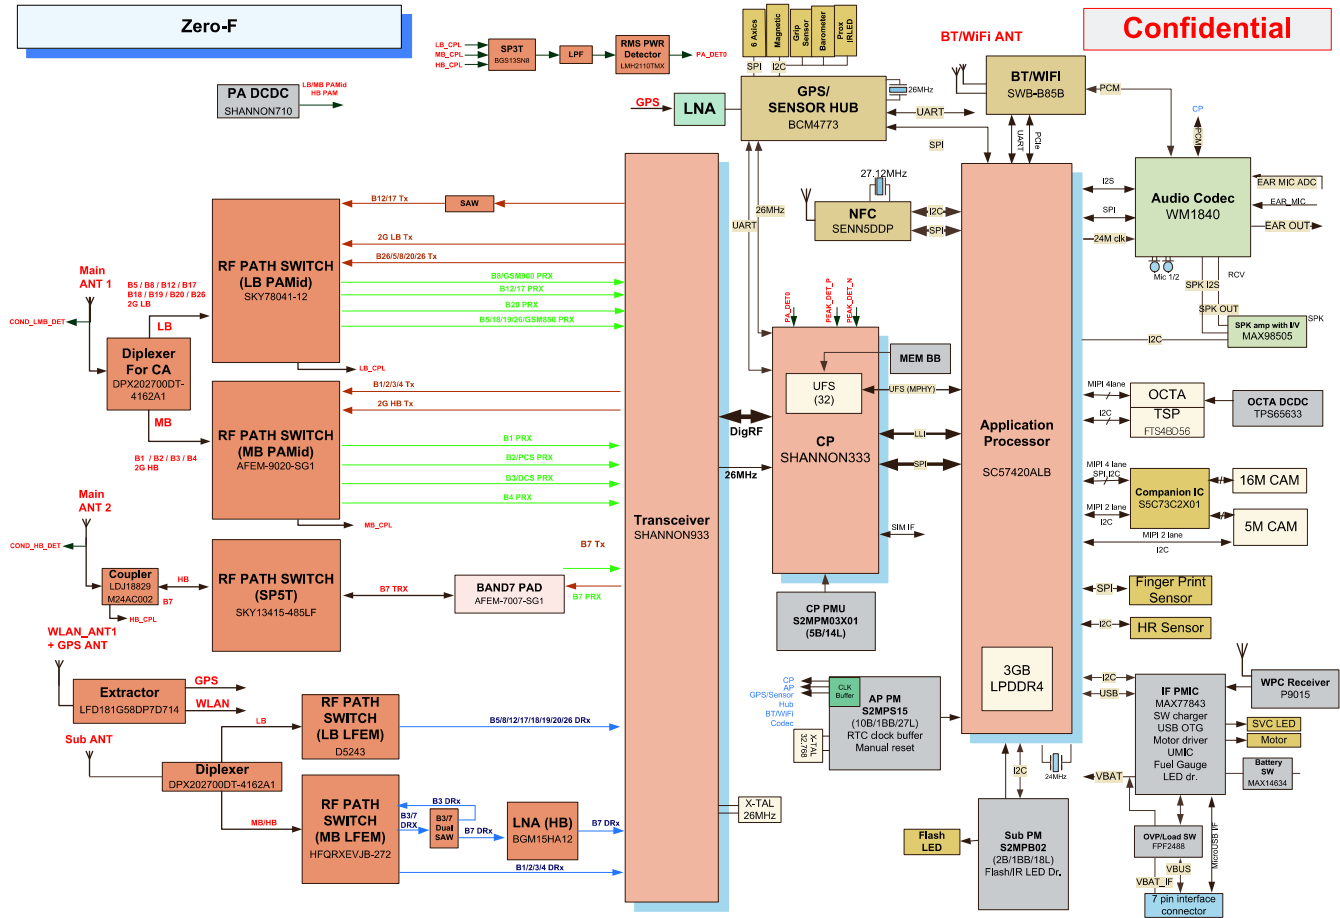 Zero-F
Confidential
LB_CPL
MB_CPL
HB_CPL
SP3T
BGS135N8
LPF
RMS PWR
Detector
LMH2110TMX
PA_DET0
PA DCDC
SHANNON710
LB/MB PAMid
HB PAM
GPS
LNA
6 Axics
Magnetic
Grip
Sensor
Barometer
Prox
IRLED
SPI
I2C
GPS/
SENSOR HUB
BCM4773
26MHz
UART
SPI
BT/WiFi ANT
BT/WIFI
SWB-B85B
PCM
UART
PCIe
CP
PCM
Audio Codec
WM1840
I2S
SPI
24M clk
EAR MIC ADC
EAR_MIC
EAR OUT
Mic 1/2
RCV
SPK I2S
SPK OUT
SPK
SPK amp with I/V
MAX98505
I2C
27.12MHz
NFC
SENN5DDP
I2C
SPI
UART
26MHz
B12/17 Tx
SAW
2G LB Tx
B26/5/8/20/26 Tx
B8/GSM900 PRX
B12/17 PRX
B20 PRX
B5/18/19/26/GSM850 PRX
RF PATH SWITCH
(LB PAMid)
SKY78041-12
LB_CPL
Main
ANT 1
B5 / B8 / B12 / B17
B18 / B19 / B20 / B26
2G LB
COND_LMB_DET
LB
Diplexer
For CA
DPX202700DT-
4162A1
MB
B1 / B2 / B3 / B4
2G HB
RF PATH SWITCH
(MB PAMid)
AFEM-9020-SG1
B1/2/3/4 Tx
2G HB Tx
B1 PRX
B2/PCS PRX
B3/DCS PRX
B4 PRX
MB_CPL
Main
ANT 2
COND_HB_DET
Coupler
LDJ18829
M24AC002
HB
B7
HB_CPL
RF PATH SWITCH
(SP5T)
SKY13415-485LF
B7 TRX
BAND7 PAD
AFEM-7007-SG1
B7 Tx
B7 PRX
Transceiver
SHANNON933
DigRF
26MHz
PA_DET0
PEAK_DET_P
PEAK_DET_N
UFS
(32)
CP
SHANNON333
MEM BB
UFS (MPHY)
LLI
SPI
SIM IF
CP PMU
S2MPM03X01
(5B/14L)
Application
Processor
SC57420ALB
3GB
LPDDR4
MIPI 4lane
I2C
OCTA
TSP
FTS4BD56
OCTA DCDC
TPS65633
MIPI 4 lane
SPI,I2C
MIPI 2 lane
I2C
Companion IC
S5C73C2X01
16M CAM
5M CAM
MIPI 2 lane
I2C
SPI
Finger Print
Sensor
I2C
HR Sensor
WLAN_ANT1
+ GPS ANT
Extractor
LFD181G58DP7D714
GPS
WLAN
Sub ANT
LB
Diplexer
DPX202700DT-4162A1
MB/HB
RF PATH
SWITCH
(LB LFEM)
D5243
B5/8/12/17/18/19/20/26 DRx
RF PATH
SWITCH
(MB LFEM)
HFQRXEVJB-272
B3 DRx
B3/7
DRX
B3/7
Dual
SAW
B7 DRx
LNA (HB)
BGM15HA12
B7 DRx
B1/2/3/4 DRx
X-TAL
26MHz
CP
AP
GPS/Sensor
Hub
BT/WiFi
Codec
CLK
Buffer
X-TAL
32.768
AP PM
S2MPS15
(10B/1BB/27L)
RTC clock buffer
Manual reset
I2C
24MHz
Sub PM
S2MPB02
(2B/1BB/18L)
Flash/IR LED Dr.
Flash
LED
I2C
USB
IF PMIC
MAX77843
SW charger
USB OTG
Motor driver
UMIC
Fuel Gauge
LED dr.
WPC Receiver
P9015
SVC LED
Motor
Battery
SW
MAX14634
VBAT
OVP/Load SW
FPF2488
VBUS
VBAT_IF
MicroUSB I/F
7 pin interface
connector